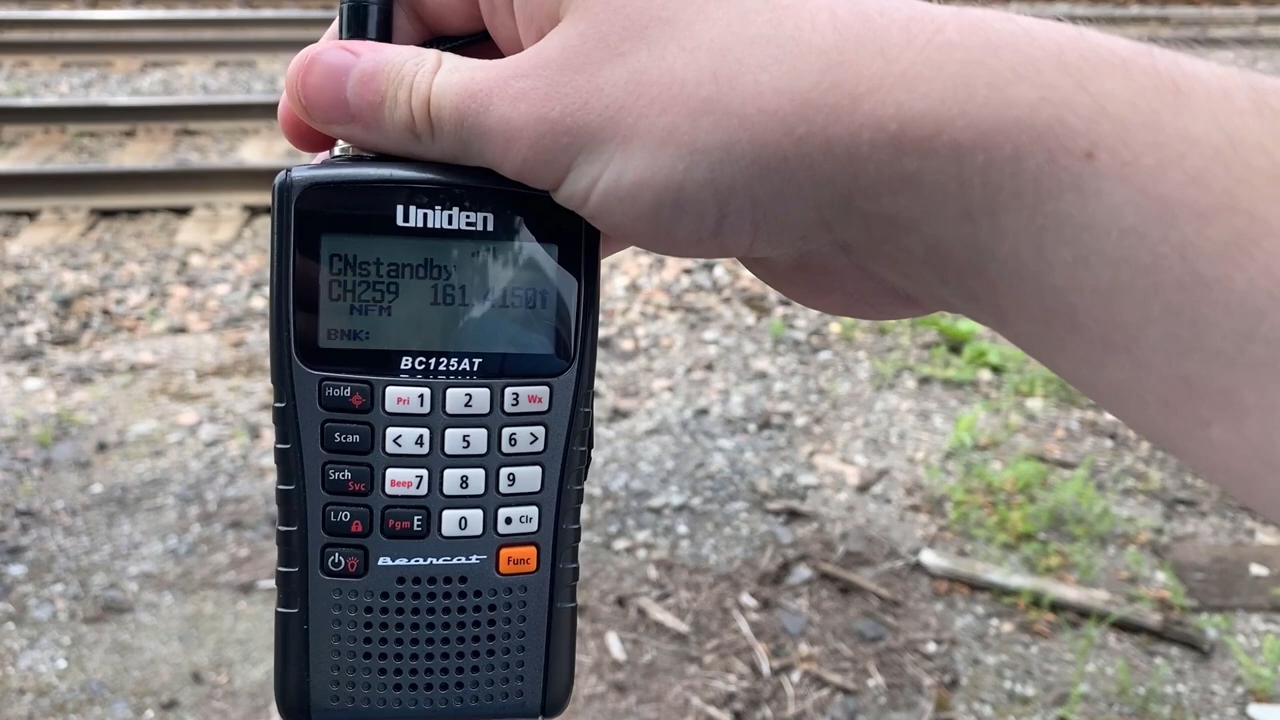 Uniden
CNstandby
CH259 161.4150↑
NFM
BNK:
BC125AT
Hold Pri 1 2 3 Wx
Scan < 4 5 6 >
Srch Svc Beep 7 8 9
L/O Pgm E 0 • Clr
Bearcat Func